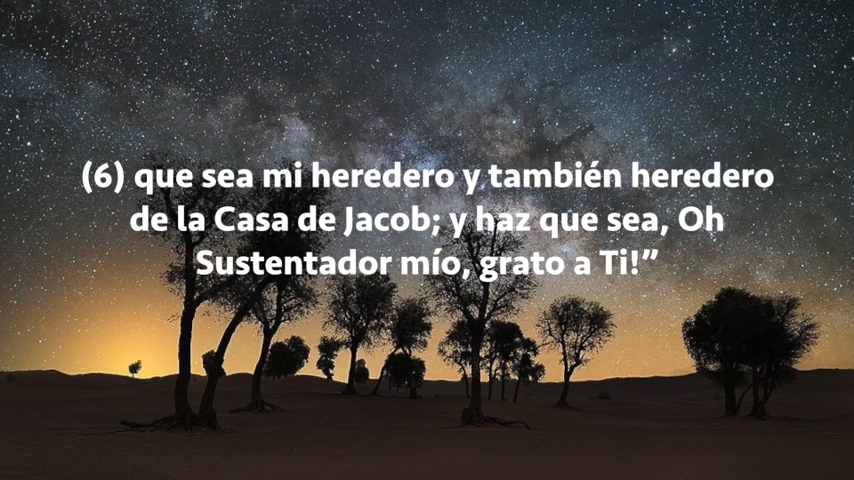 (6) que sea mi heredero y también heredero
de la Casa de Jacob; y haz que sea, Oh
Sustentador mío, grato a Ti!”